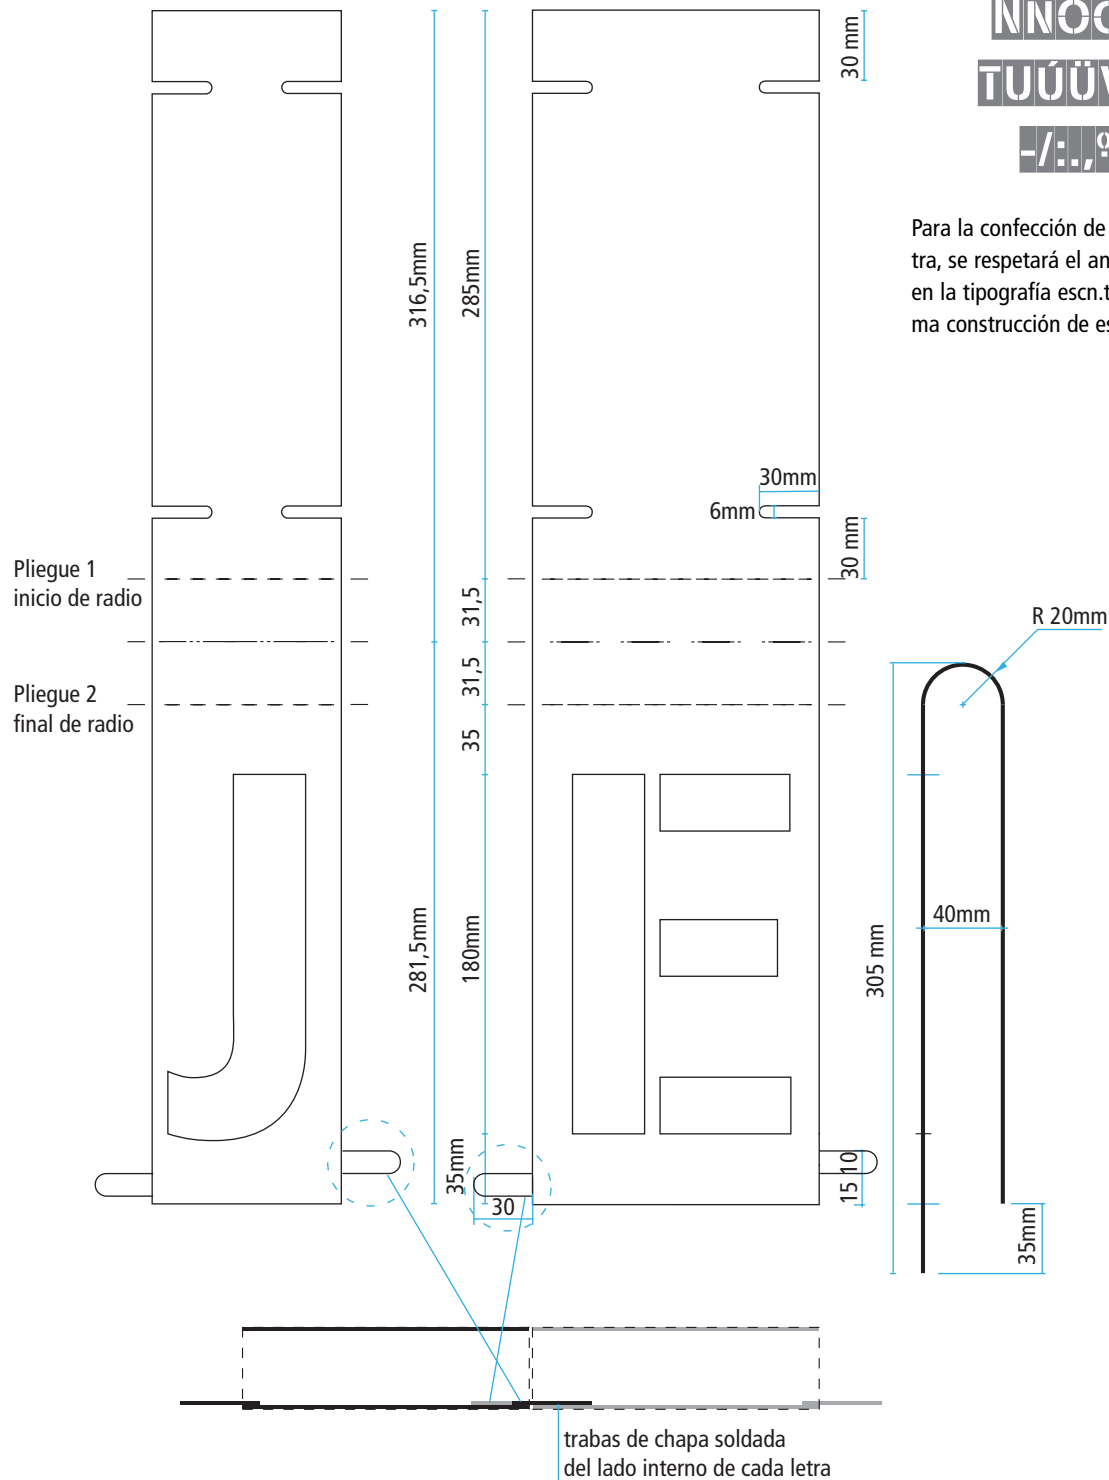 NÑO
TUÚÜ
-/:.,º
Para la confección de
tra, se respetará el
en la tipografía
ma construcción de
30 mm
316,5mm
285mm
30mm
6mm
30 mm
Pliegue 1
inicio de radio
31,5
R 20mm
31,5
Pliegue 2
final de radio
35
40mm
281,5mm
180mm
305 mm
35mm
30
15 10
35mm
trabas de chapa soldada
del lado interno de cada letra